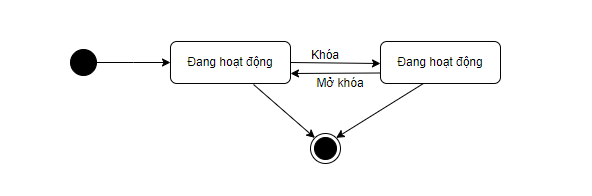 Khóa
Đang hoạt động
Đang hoạt động
Mở khóa